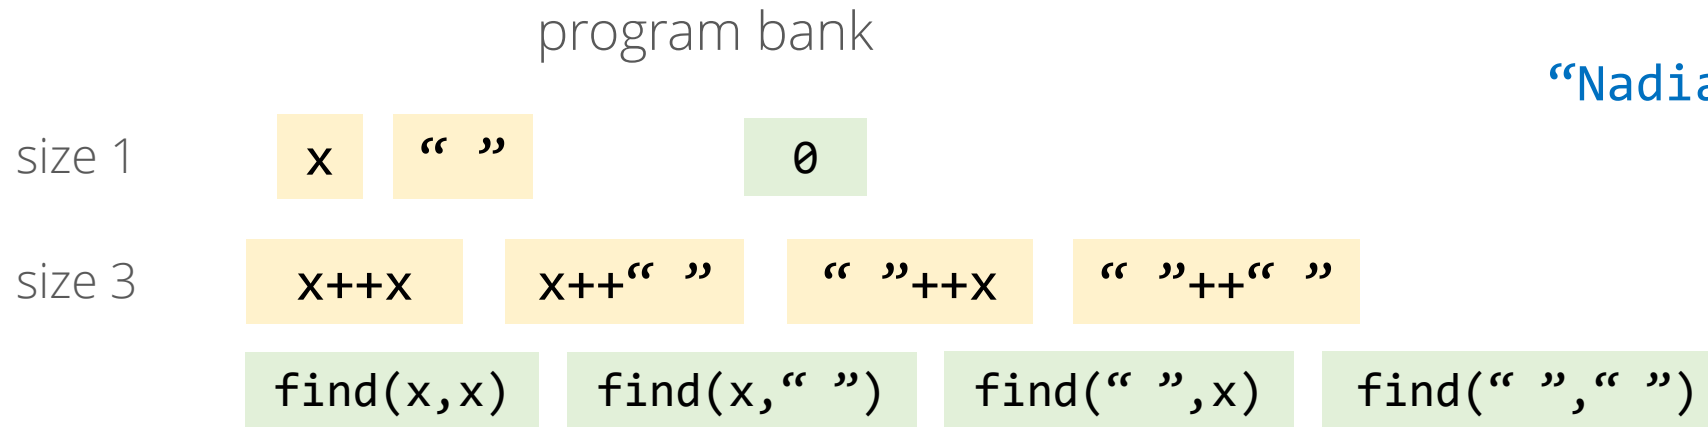 program bank
“Nadia
size 1 x “ ” 0
size 3 x++x x++“ ” “ ”++x “ ”++“ ”
find(x,x) find(x,“ ”) find(“ ”,x) find(“ ”,“ ”)